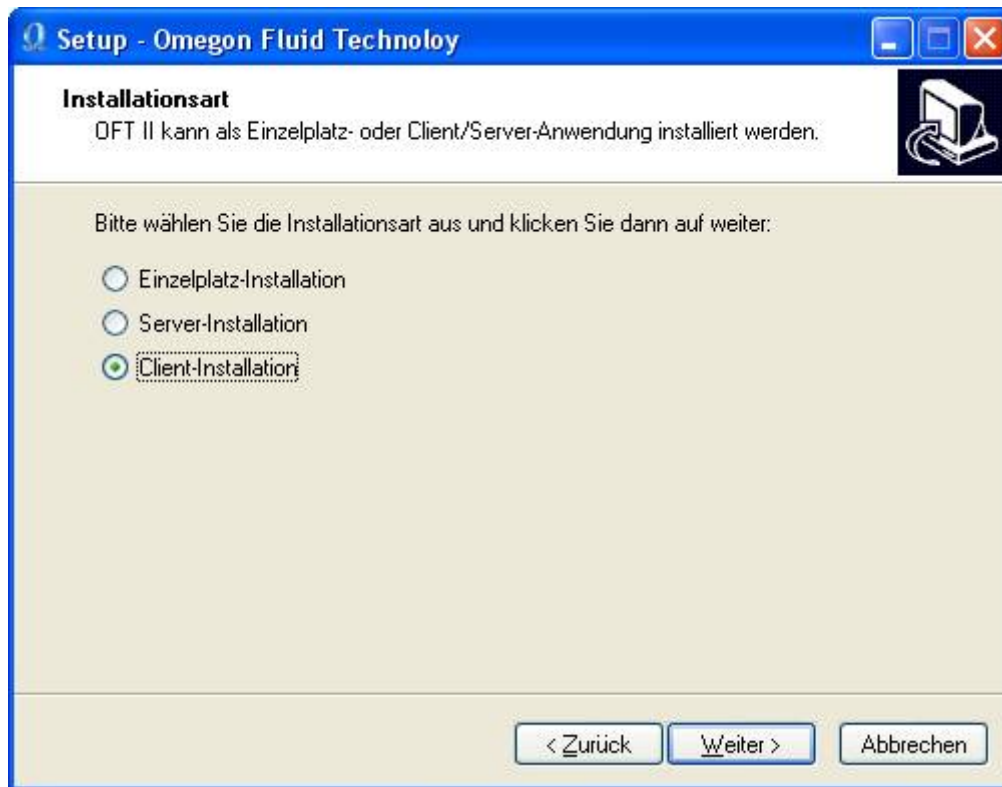 Setup - Omegon Fluid Technoloy
Installationsart
OFT II kann als Einzelplatz- oder Client/Server-Anwendung installiert werden.
Bitte wählen Sie die Installationsart aus und klicken Sie dann auf weiter:
Einzelplatz-Installation
Server-Installation
Client-Installation
< Zurück Weiter > Abbrechen